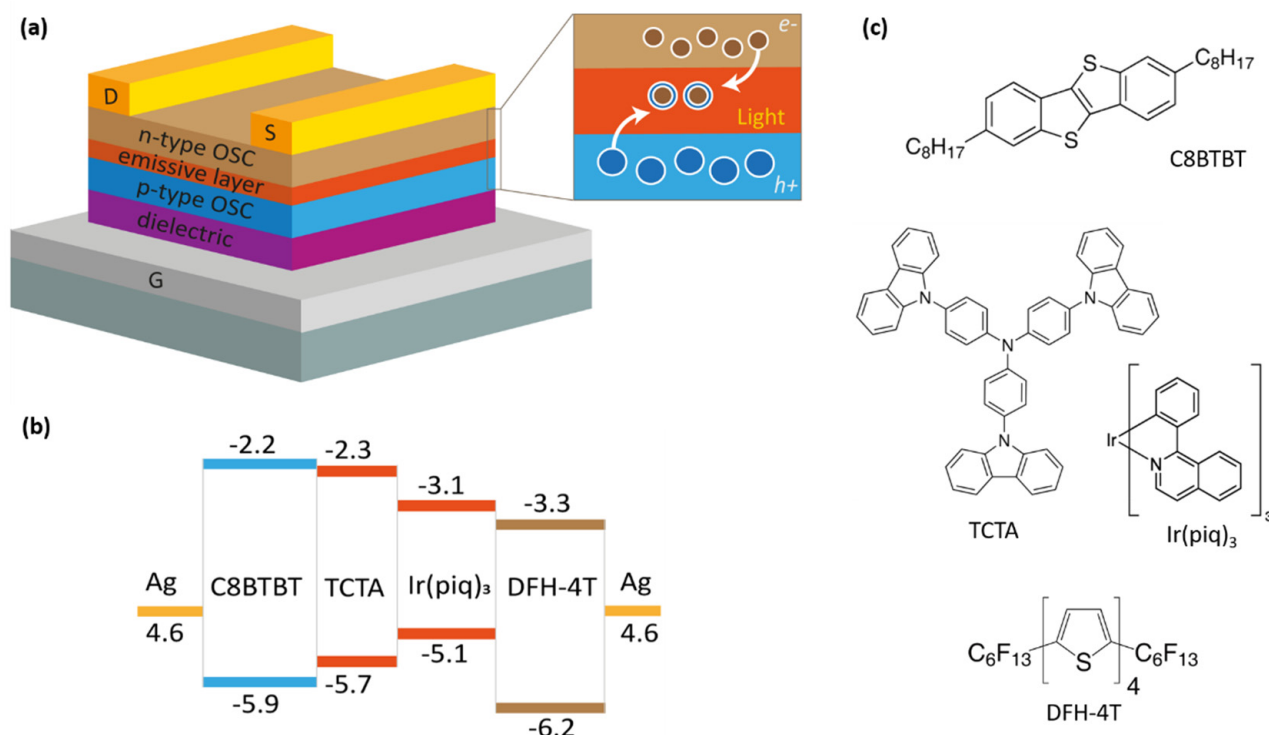 (a)
D
S
n-type OSC
emissive layer
p-type OSC
dielectric
G
e-
Light
h+
(b)
-2.2
-2.3
-3.1
-3.3
Ag
C8BTBT
TCTA
Ir(piq)₃
DFH-4T
Ag
4.6
4.6
-5.1
-5.7
-5.9
-6.2
(c)
S
C₈H₁₇
C₈H₁₇
S
C8BTBT
N
N
N
N
TCTA
Ir
N
3
Ir(piq)₃
C₆F₁₃
S
C₆F₁₃
4
DFH-4T